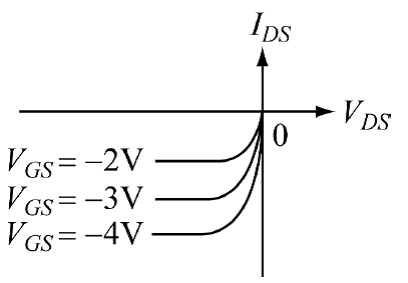 I_DS
V_DS
0
V_GS = −2V
V_GS = −3V
V_GS = −4V